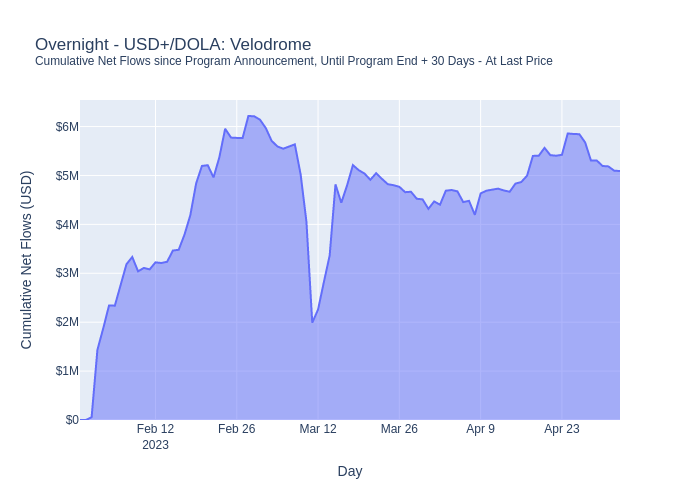 Overnight - USD+/DOLA: Velodrome
Cumulative Net Flows since Program Announcement, Until Program End + 30 Days - At Last Price
Cumulative Net Flows (USD)
$6M
$5M
$4M
$3M
$2M
$1M
$0
Feb 12
2023
Feb 26
Mar 12
Mar 26
Apr 9
Apr 23
Day